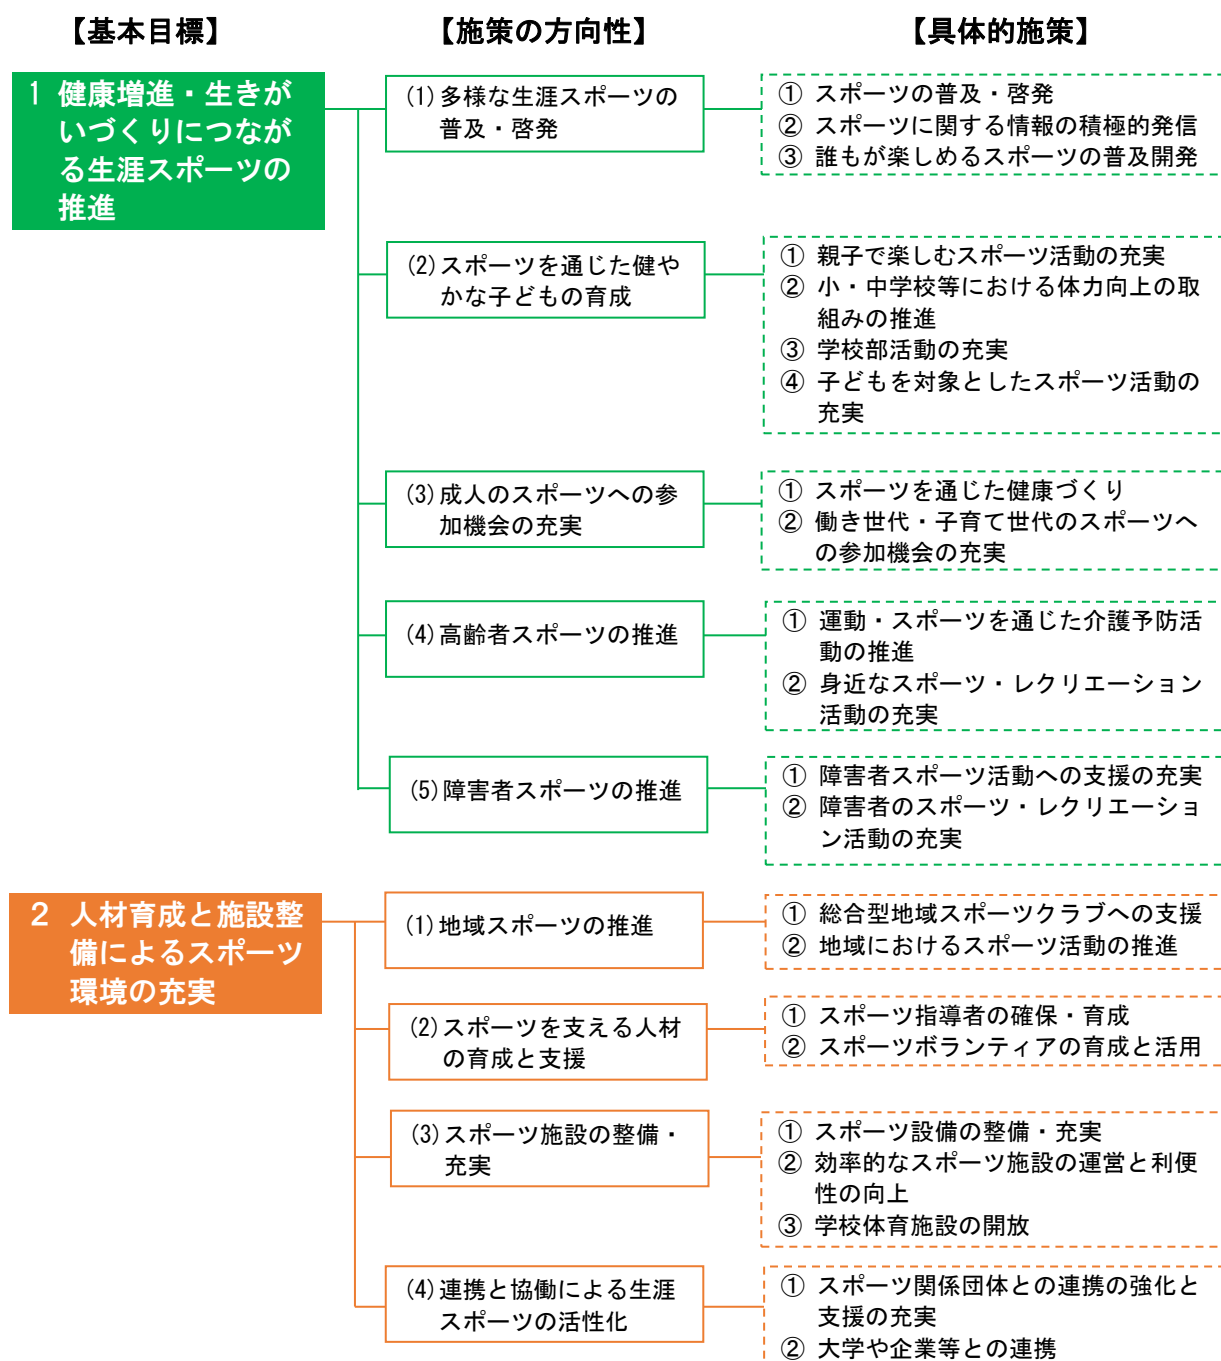 【基本目標】
【施策の方向性】
【具体的施策】
1 健康増進・生きが
いづくりにつなが
る生涯スポーツの
推進
(1)多様な生涯スポーツの
普及・啓発
① スポーツの普及・啓発
② スポーツに関する情報の積極的発信
③ 誰もが楽しめるスポーツの普及開発
(2)スポーツを通じた健や
かな子どもの育成
① 親子で楽しむスポーツ活動の充実
② 小・中学校等における体力向上の取
組みの推進
③ 学校部活動の充実
④ 子どもを対象としたスポーツ活動の
充実
(3)成人のスポーツへの参
加機会の充実
① スポーツを通じた健康づくり
② 働き世代・子育て世代のスポーツへ
の参加機会の充実
(4)高齢者スポーツの推進
① 運動・スポーツを通じた介護予防活
動の推進
② 身近なスポーツ・レクリエーション
活動の充実
(5)障害者スポーツの推進
① 障害者スポーツ活動への支援の充実
② 障害者のスポーツ・レクリエーショ
ン活動の充実
2 人材育成と施設整
備によるスポーツ
環境の充実
(1)地域スポーツの推進
① 総合型地域スポーツクラブへの支援
② 地域におけるスポーツ活動の推進
(2)スポーツを支える人材
の育成と支援
① スポーツ指導者の確保・育成
② スポーツボランティアの育成と活用
(3)スポーツ施設の整備・
充実
① スポーツ設備の整備・充実
② 効率的なスポーツ施設の運営と利便
性の向上
③ 学校体育施設の開放
(4)連携と協働による生涯
スポーツの活性化
① スポーツ関係団体との連携の強化と
支援の充実
② 大学や企業等との連携